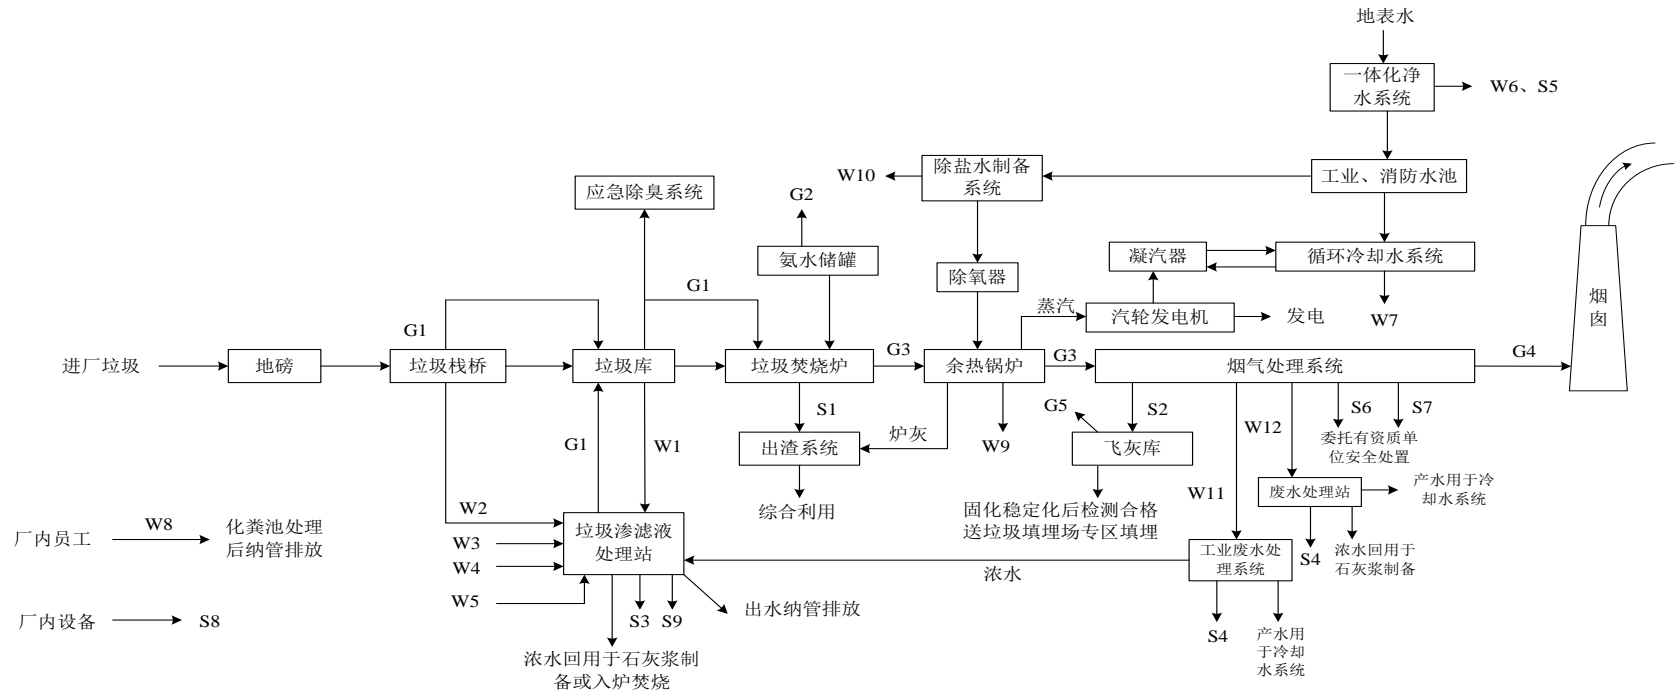 地表水
一体化净
水系统
W6、S5
除盐水制备
系统
W10
工业、消防水池
应急除臭系统
G2
氨水储罐
凝汽器
循环冷却水系统
除氧器
G1
蒸汽
汽轮发电机
发电
W7
烟
囱
G1
进厂垃圾
地磅
垃圾栈桥
垃圾库
垃圾焚烧炉
G3
余热锅炉
G3
烟气处理系统
G4
S1
G5
S2
S6
S7
G1
W1
出渣系统
炉灰
W9
飞灰库
W12
委托有资质单
位安全处置
W11
废水处理站
产水用于冷
却水系统
综合利用
固化稳定化后检测合格
送垃圾填埋场专区填埋
W2
W8
厂内员工
化粪池处理
后纳管排放
W3
W4
W5
垃圾渗滤液
处理站
浓水
工业废水处
理系统
S4
浓水回用于
石灰浆制备
厂内设备
S8
S3
S9
出水纳管排放
S4
产水用
于冷却
水系统
浓水回用于石灰浆制
备或入炉焚烧